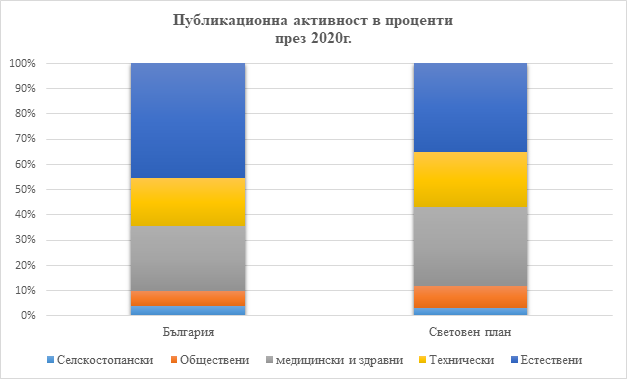 Публикационна активност в проценти
през 2020г.
100%
90%
80%
70%
60%
50%
40%
30%
20%
10%
0%
България Световен план
Селскостопански Обществени медицински и здравни Технически Естествени